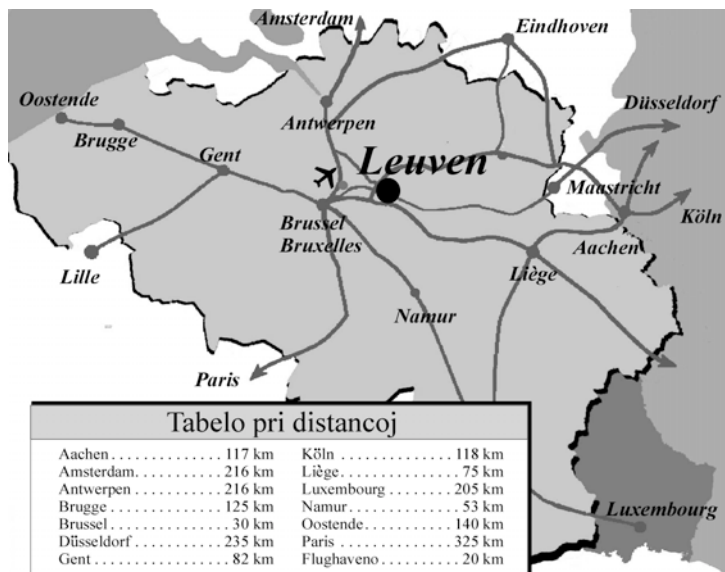 Amsterdam
Eindhoven
Oostende
Düsseldorf
Brugge
Antwerpen
Gent
Leuven
Maastricht
Brussel
Bruxelles
Köln
Aachen
Liège
Lille
Namur
Paris
Luxembourg
Tabelo pri distancoj
Aachen.............. 117 km
Amsterdam............ 216 km
Antwerpen............ 216 km
Brugge.............. 125 km
Brussel............... 30 km
Düsseldorf........... 235 km
Gent................. 82 km
Köln................ 118 km
Liège................. 75 km
Luxembourg.......... 205 km
Namur................ 53 km
Oostende............ 140 km
Paris................ 325 km
Flughaveno........... 20 km